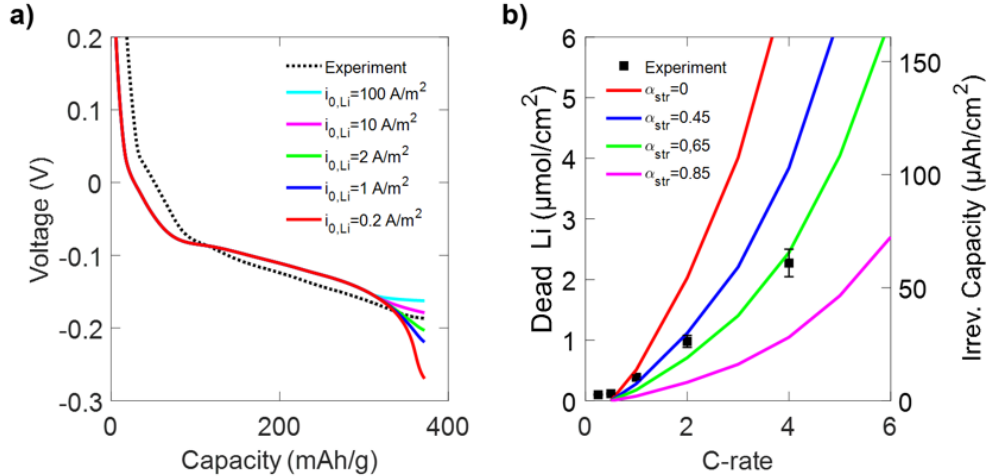 a)
0.2
0.1
0
-0.1
-0.2
-0.3
Voltage (V)
0
200
400
Capacity (mAh/g)
Experiment
i0,Li=100 A/m²
i0,Li=10 A/m²
i0,Li=2 A/m²
i0,Li=1 A/m²
i0,Li=0.2 A/m²
b)
6
5
4
3
2
1
0
Dead Li (μmol/cm²)
0
2
4
6
C-rate
Experiment
αstr=0
αstr=0.45
αstr=0,65
αstr=0.85
150
100
50
0
Irrev. Capacity (μAh/cm²)